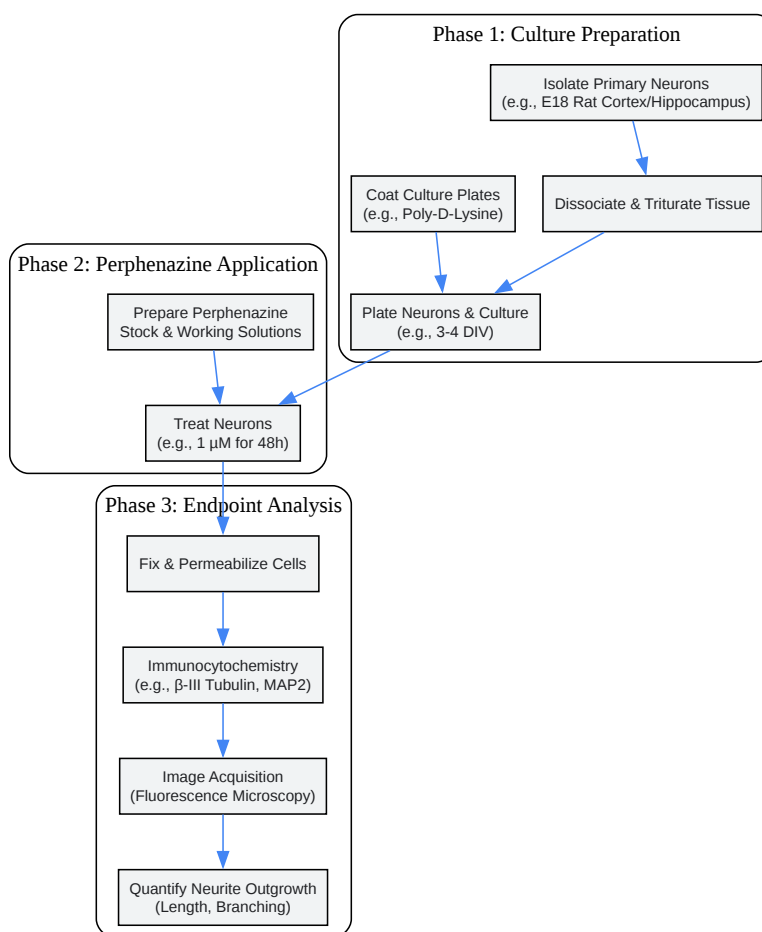 Phase 1: Culture Preparation
Isolate Primary Neurons
(e.g., E18 Rat Cortex/Hippocampus)
Coat Culture Plates
(e.g., Poly-D-Lysine)
Dissociate & Triturate Tissue
Plate Neurons & Culture
(e.g., 3-4 DIV)
Phase 2: Perphenazine Application
Prepare Perphenazine
Stock & Working Solutions
Treat Neurons
(e.g., 1 µM for 48h)
Phase 3: Endpoint Analysis
Fix & Permeabilize Cells
Immunocytochemistry
(e.g., β-III Tubulin, MAP2)
Image Acquisition
(Fluorescence Microscopy)
Quantify Neurite Outgrowth
(Length, Branching)